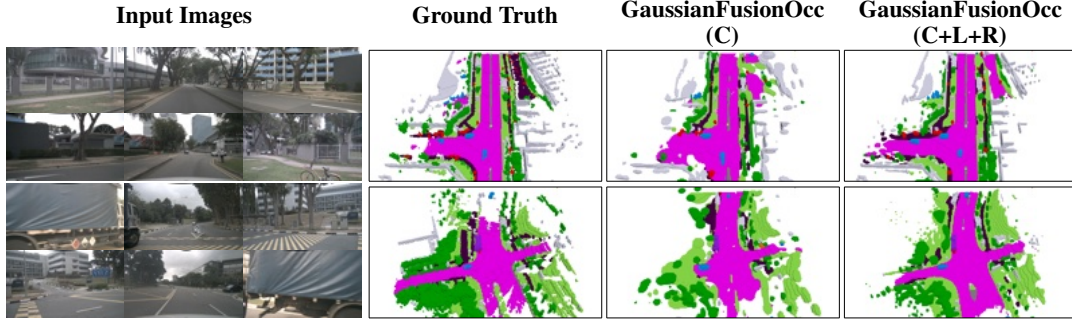 Input Images
Ground Truth
GaussianFusionOcc
(C)
GaussianFusionOcc
(C+L+R)